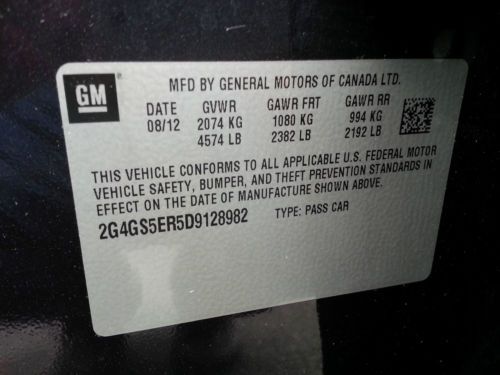 GM
MFD BY GENERAL MOTORS OF CANADA LTD.
DATE GVWR GAWR FRT GAWR RR
08/12 2074 KG 1080 KG 994 KG
4574 LB 2382 LB 2192 LB
THIS VEHICLE CONFORMS TO ALL APPLICABLE U.S. FEDERAL MOTOR
VEHICLE SAFETY, BUMPER, AND THEFT PREVENTION STANDARDS IN
EFFECT ON THE DATE OF MANUFACTURE SHOWN ABOVE.
2G4GS5ER5D9128982 TYPE: PASS CAR